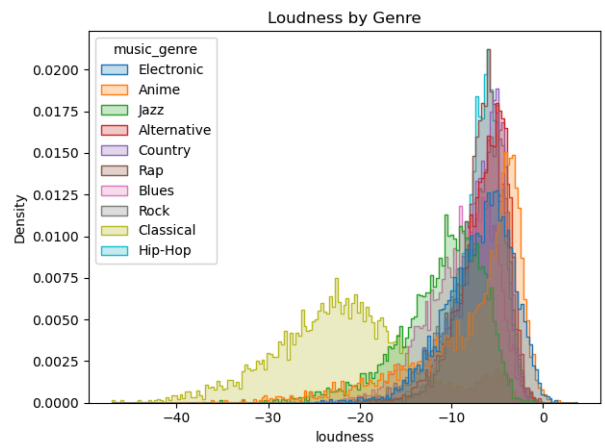 Loudness by Genre
music_genre
Electronic
Anime
Jazz
Alternative
Country
Rap
Blues
Rock
Classical
Hip-Hop
Density
0.0200
0.0175
0.0150
0.0125
0.0100
0.0075
0.0050
0.0025
0.0000
−40 −30 −20 −10 0
loudness